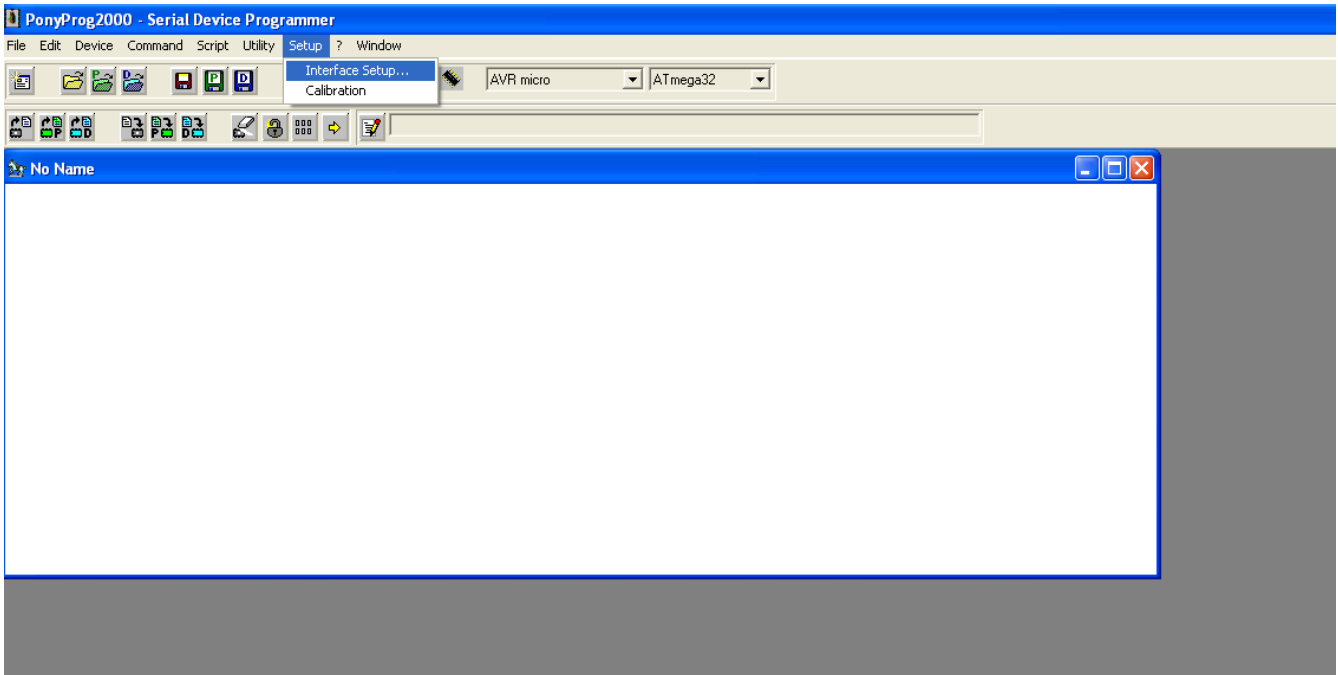 PonyProg2000 - Serial Device Programmer
File Edit Device Command Script Utility Setup ? Window
Interface Setup...
Calibration
AVR micro ATmega32
No Name